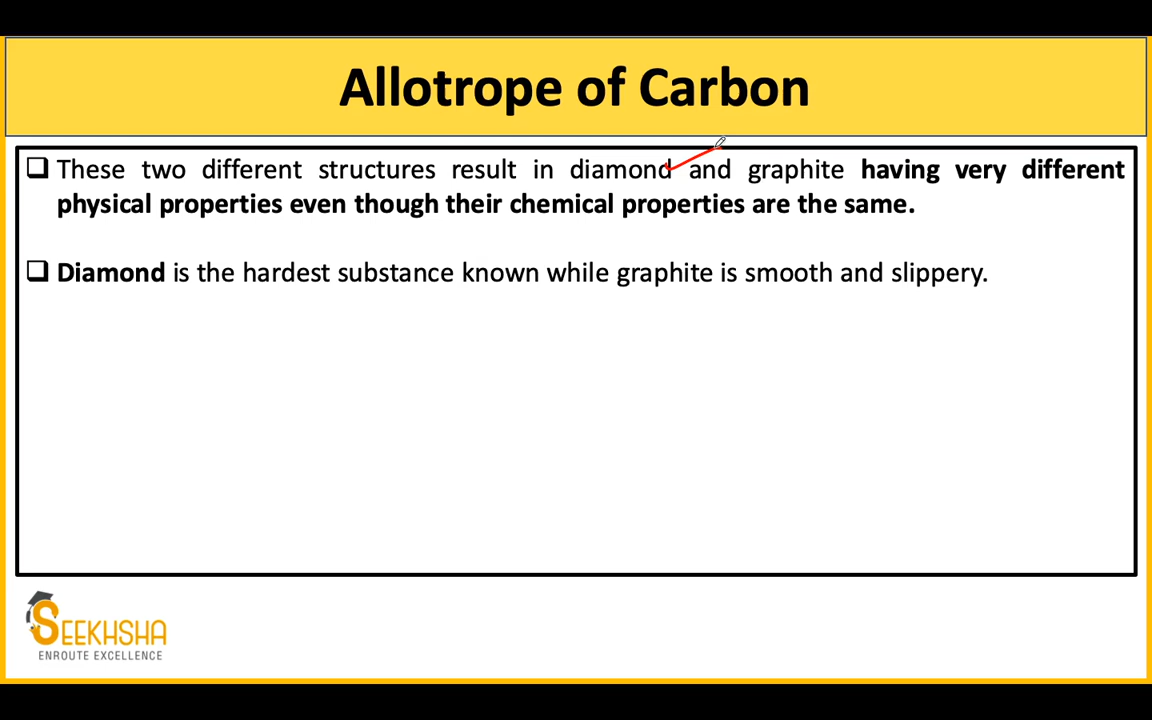 Allotrope of Carbon
❑ These two different structures result in diamond and graphite having very different
physical properties even though their chemical properties are the same.
❑ Diamond is the hardest substance known while graphite is smooth and slippery.
SEEKHSHA
ENROUTE EXCELLENCE